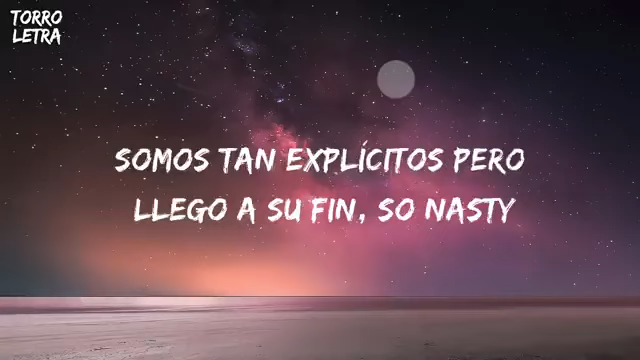 TORRO
LETRA
SOMOS TAN EXPLÍCITOS PERO
LLEGO A SU FIN, SO NASTY